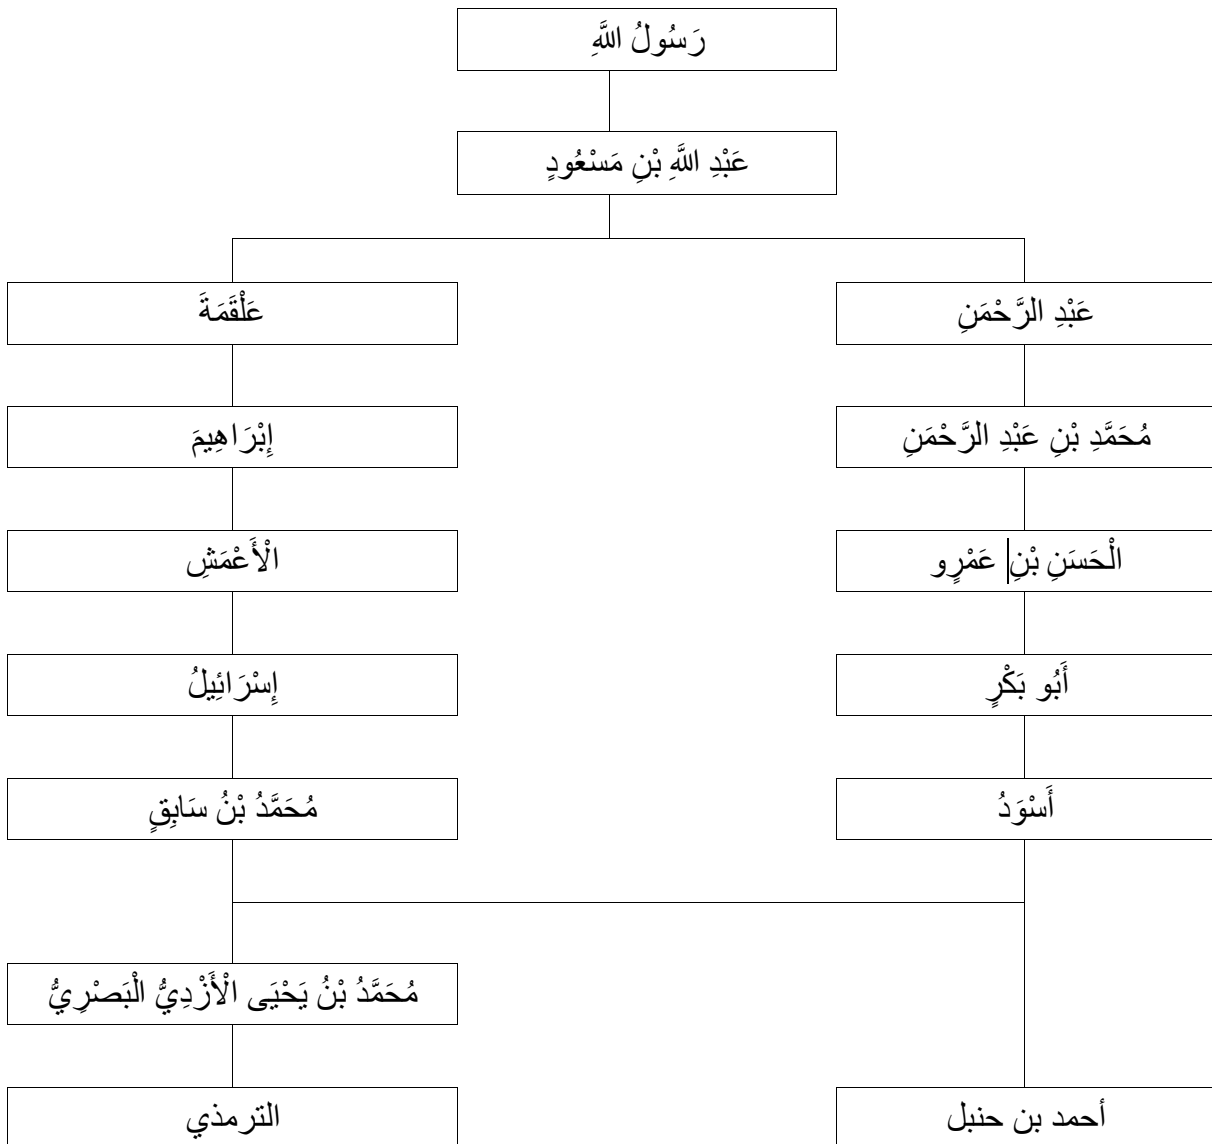 رَسُولُ اللَّهِ
عَبْدِ اللَّهِ بْنِ مَسْعُودٍ
عَبْدِ الرَّحْمَنِ
عَلْقَمَةَ
مُحَمَّدِ بْنِ عَبْدِ الرَّحْمَنِ
إِبْرَاهِيمَ
الْحَسَنِ بْنِ عَمْرٍو
الْأَعْمَشِ
أَبُو بَكْرٍ
إِسْرَائِيلُ
أَسْوَدُ
مُحَمَّدُ بْنُ سَابِقٍ
مُحَمَّدُ بْنُ يَحْيَى الْأَزْدِيُّ الْبَصْرِيُّ
أحمد بن حنبل
الترمذي